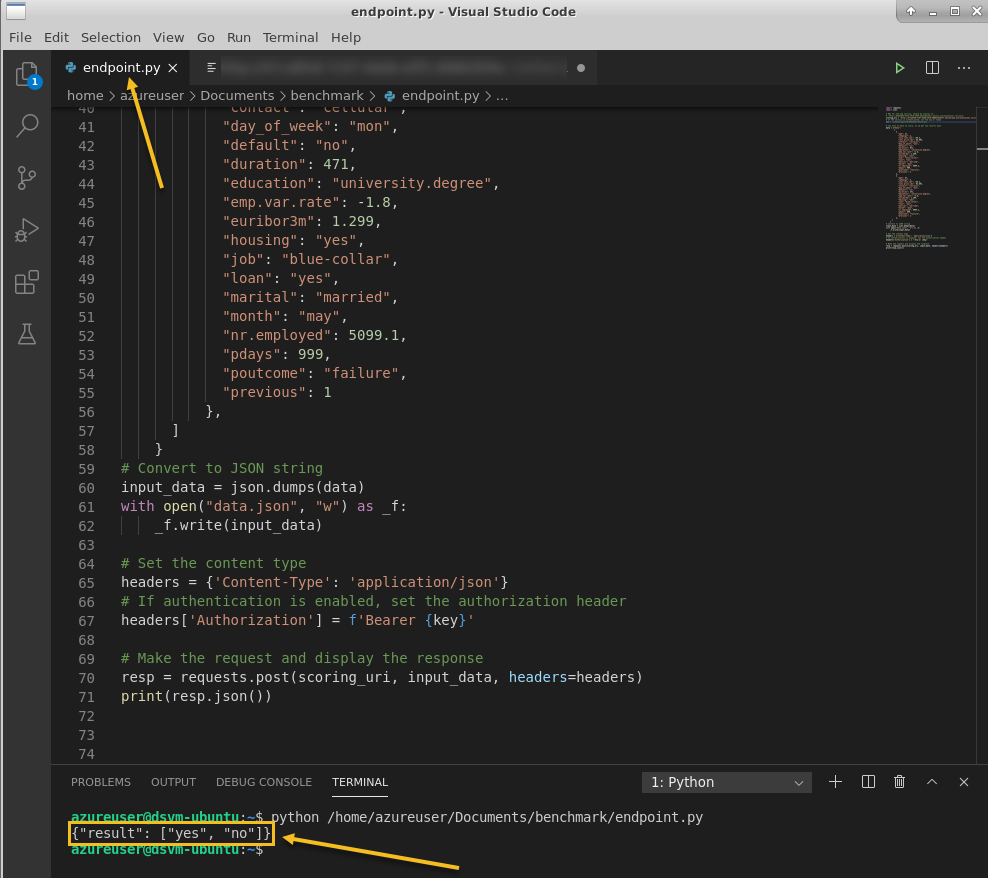 endpoint.py - Visual Studio Code
File Edit Selection View Go Run Terminal Help
1
endpoint.py
home > azureuser > Documents > benchmark > endpoint.py > ...
40 "contact": "cellular",
41 "day_of_week": "mon",
42 "default": "no",
43 "duration": 471,
44 "education": "university.degree",
45 "emp.var.rate": -1.8,
46 "euribor3m": 1.299,
47 "housing": "yes",
48 "job": "blue-collar",
49 "loan": "yes",
50 "marital": "married",
51 "month": "may",
52 "nr.employed": 5099.1,
53 "pdays": 999,
54 "poutcome": "failure",
55 "previous": 1
56 },
57 ]
58 }
59 # Convert to JSON string
60 input_data = json.dumps(data)
61 with open("data.json", "w") as _f:
62 _f.write(input_data)
63
64 # Set the content type
65 headers = {'Content-Type': 'application/json'}
66 # If authentication is enabled, set the authorization header
67 headers['Authorization'] = f'Bearer {key}'
68
69 # Make the request and display the response
70 resp = requests.post(scoring_uri, input_data, headers=headers)
71 print(resp.json())
72
73
74
PROBLEMS OUTPUT DEBUG CONSOLE TERMINAL 1: Python
azureuser@dsvm-ubuntu:~$ python /home/azureuser/Documents/benchmark/endpoint.py
{"result": ["yes", "no"]}
azureuser@dsvm-ubuntu:~$